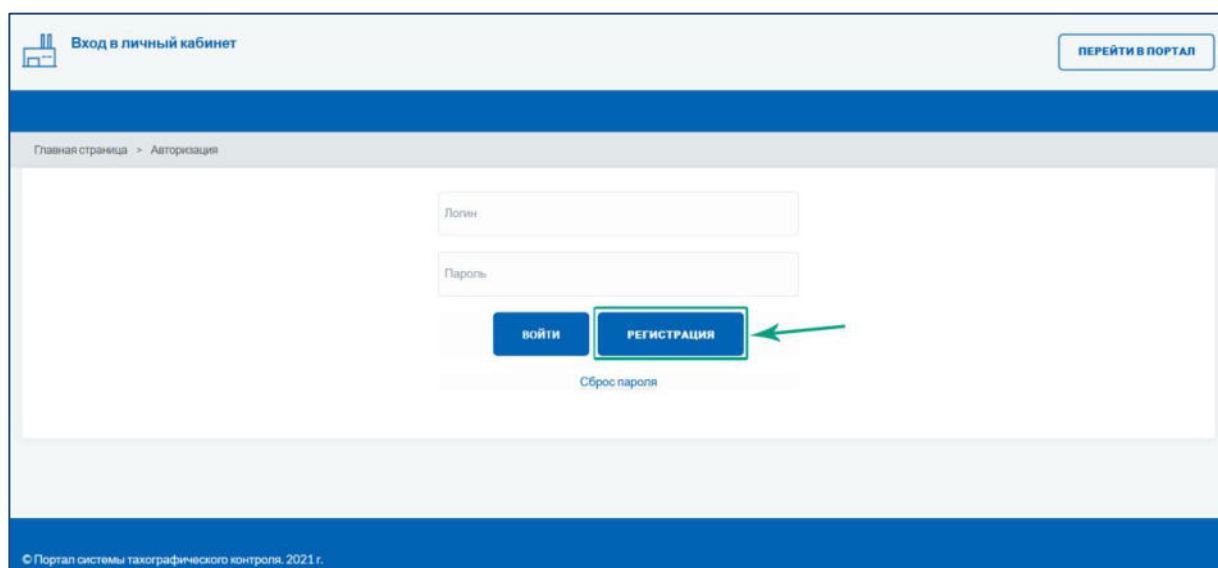 Вход в личный кабинет
ПЕРЕЙТИ В ПОРТАЛ
Главная страница > Авторизация
Логин
Пароль
ВОЙТИ
РЕГИСТРАЦИЯ
Сброс пароля
© Портал системы тахографического контроля. 2021 г.